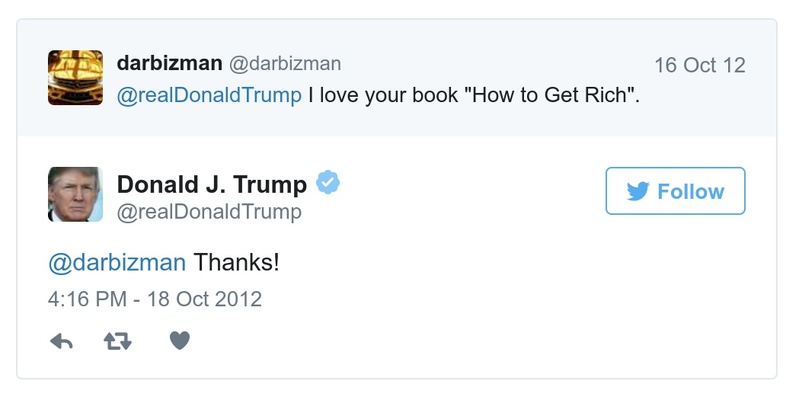 darbizman @darbizman 16 Oct 12
@realDonaldTrump I love your book "How to Get Rich".
Donald J. Trump
@realDonaldTrump
Follow
@darbizman Thanks!
4:16 PM - 18 Oct 2012